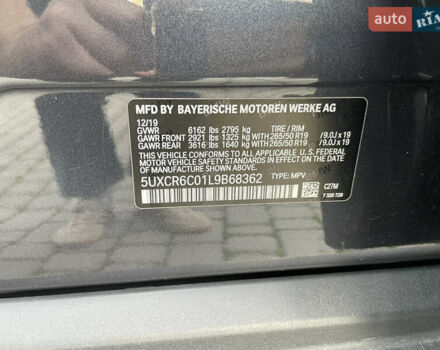 AUTO
RIA
MFD BY BAYERISCHE MOTOREN WERKE AG
12/19
GVWR 6162 lbs 2795 kg TIRE / RIM
GAWR FRONT 2921 lbs 1325 kg WITH 265/50 R19 /9.0J x 19
GAWR REAR 3616 lbs 1640 kg WITH 265/50 R19 /9.0J x 19
THIS VEHICLE CONFORMS TO ALL APPLICABLE U.S. FEDERAL
MOTOR VEHICLE SAFETY STANDARDS IN EFFECT ON THE
DATE OF MANUFACTURE SHOWN ABOVE.
5UXCR6C01L9B68362 TYPE: MPV C27M
7 320 729